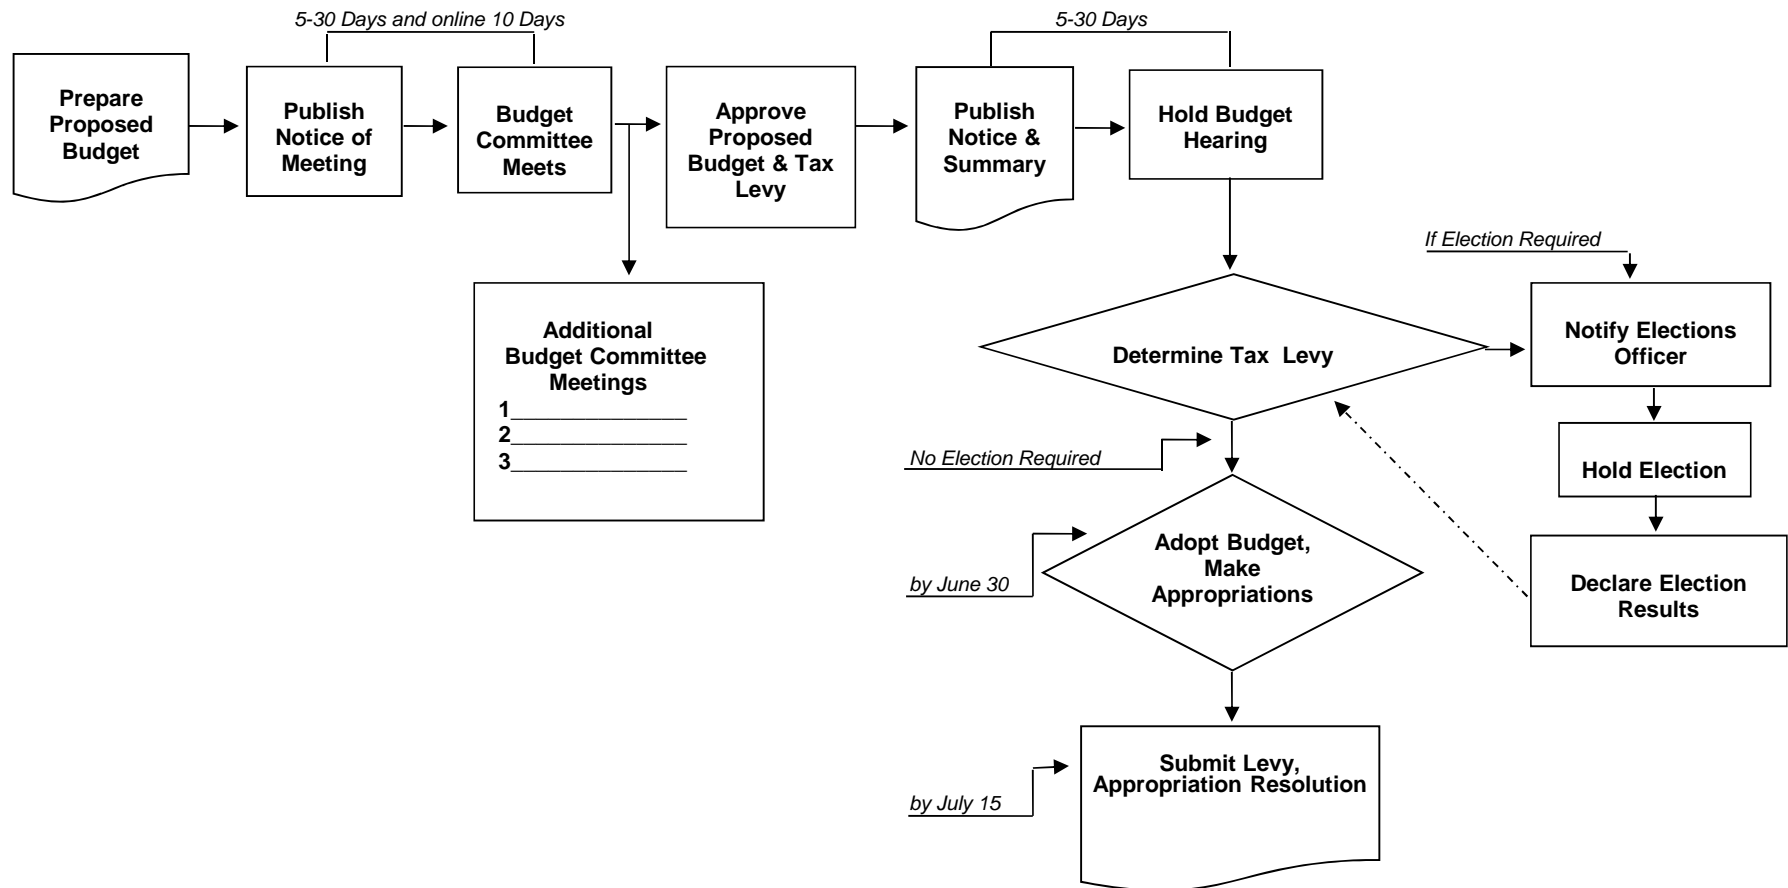 5-30 Days and online 10 Days
5-30 Days
Prepare
Proposed
Budget
Publish
Notice of
Meeting
Budget
Committee
Meets
Approve
Proposed
Budget & Tax
Levy
Publish
Notice &
Summary
Hold Budget
Hearing
If Election Required
Additional
Budget Committee
Meetings
1_______________
2_______________
3_______________
Determine Tax Levy
Notify Elections
Officer
No Election Required
Hold Election
by June 30
Adopt Budget,
Make
Appropriations
Declare Election
Results
by July 15
Submit Levy,
Appropriation Resolution